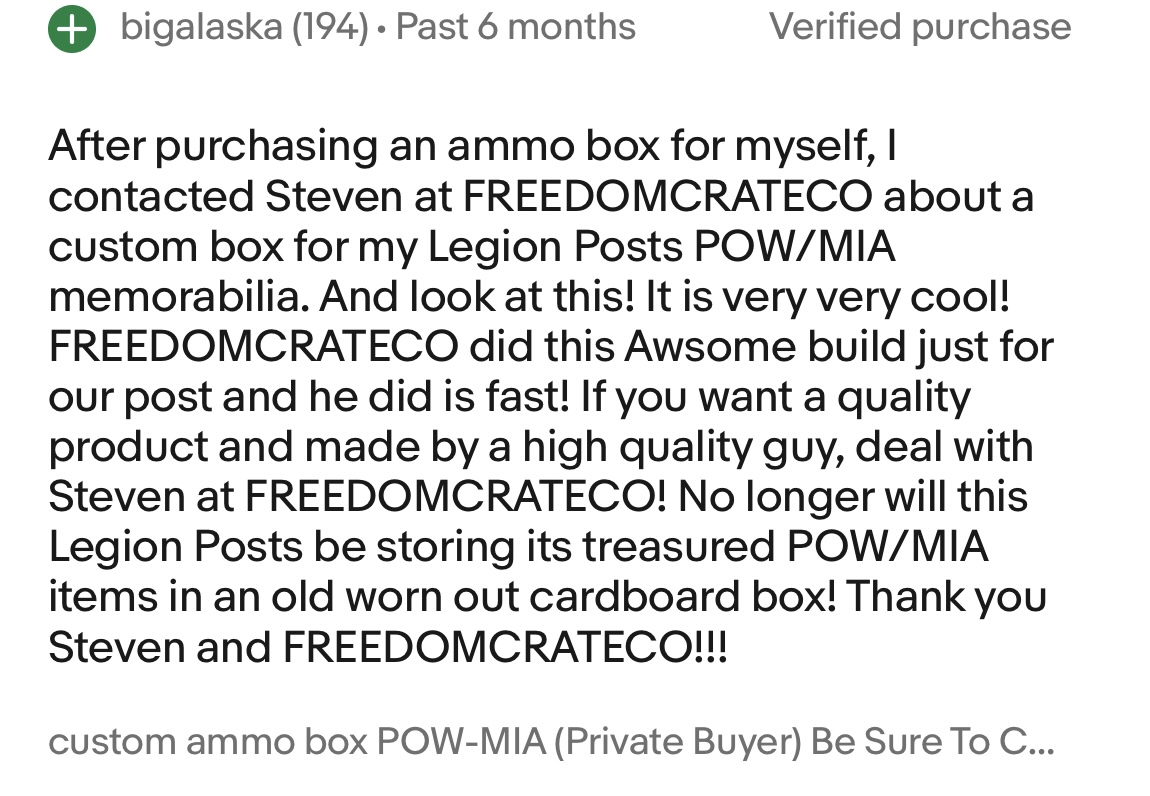 bigalaska (194) • Past 6 months Verified purchase
After purchasing an ammo box for myself, I
contacted Steven at FREEDOMCRATECO about a
custom box for my Legion Posts POW/MIA
memorabilia. And look at this! It is very very cool!
FREEDOMCRATECO did this Awsome build just for
our post and he did is fast! If you want a quality
product and made by a high quality guy, deal with
Steven at FREEDOMCRATECO! No longer will this
Legion Posts be storing its treasured POW/MIA
items in an old worn out cardboard box! Thank you
Steven and FREEDOMCRATECO!!!
custom ammo box POW-MIA (Private Buyer) Be Sure To C...